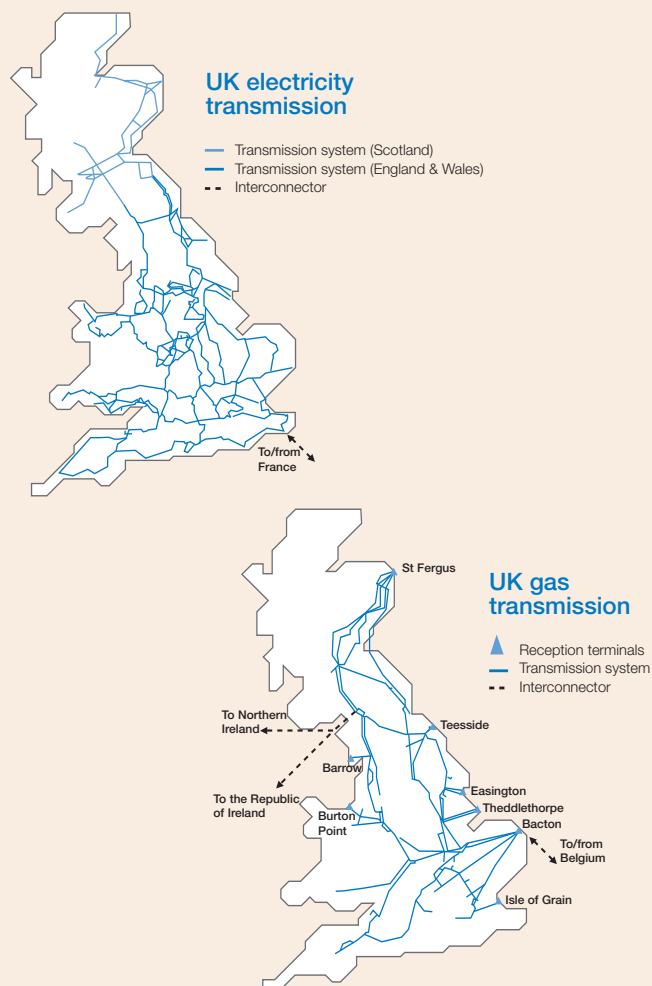 UK electricity
transmission
Transmission system (Scotland)
Transmission system (England & Wales)
Interconnector
To/from
France
St Fergus
UK gas
transmission
Reception terminals
Transmission system
Interconnector
To Northern
Ireland
Teesside
Barrow
To the Republic
of Ireland
Easington
Theddlethorpe
Burton
Point
Bacton
To/from
Belgium
Isle of Grain